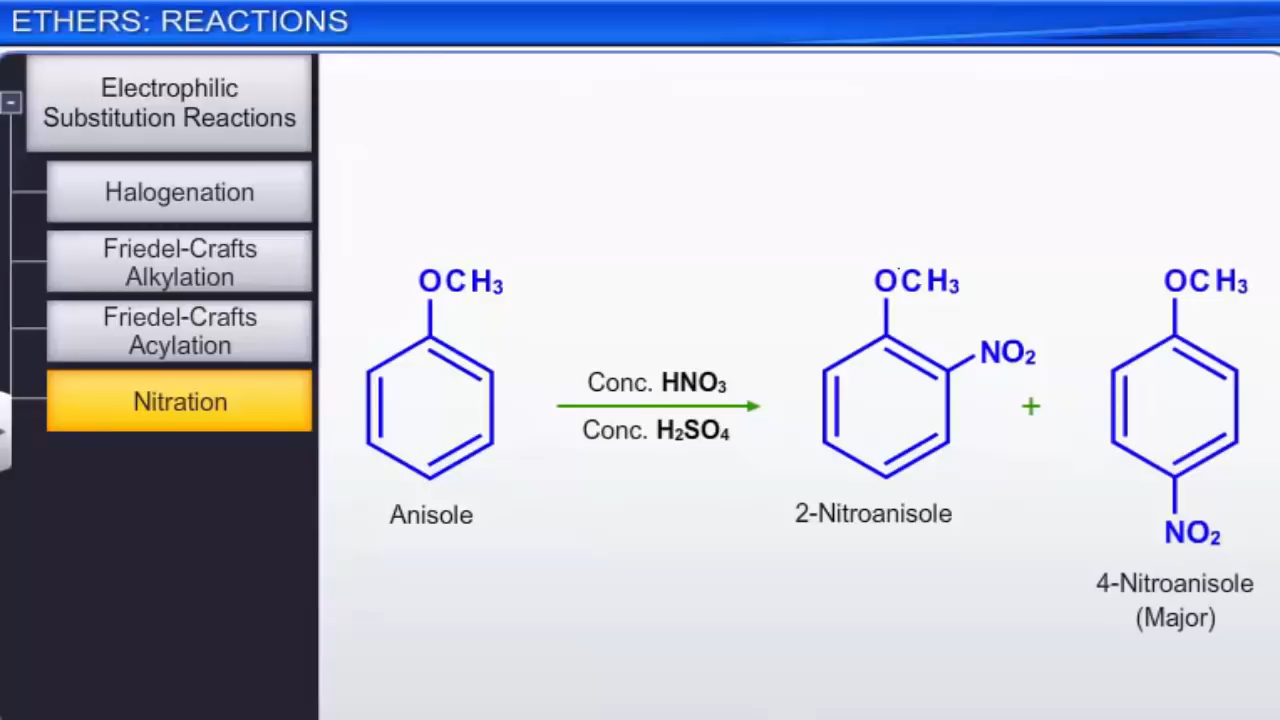 ETHERS: REACTIONS
Electrophilic
Substitution Reactions
Halogenation
Friedel-Crafts
Alkylation
Friedel-Crafts
Acylation
Nitration
OCH₃
Conc. HNO₃
Conc. H₂SO₄
Anisole
OCH₃
NO₂
2-Nitroanisole
+
OCH₃
NO₂
4-Nitroanisole
(Major)